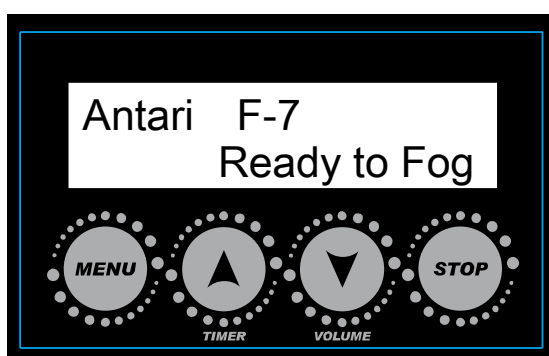 Antari F-7
Ready to Fog
MENU
STOP
TIMER
VOLUME